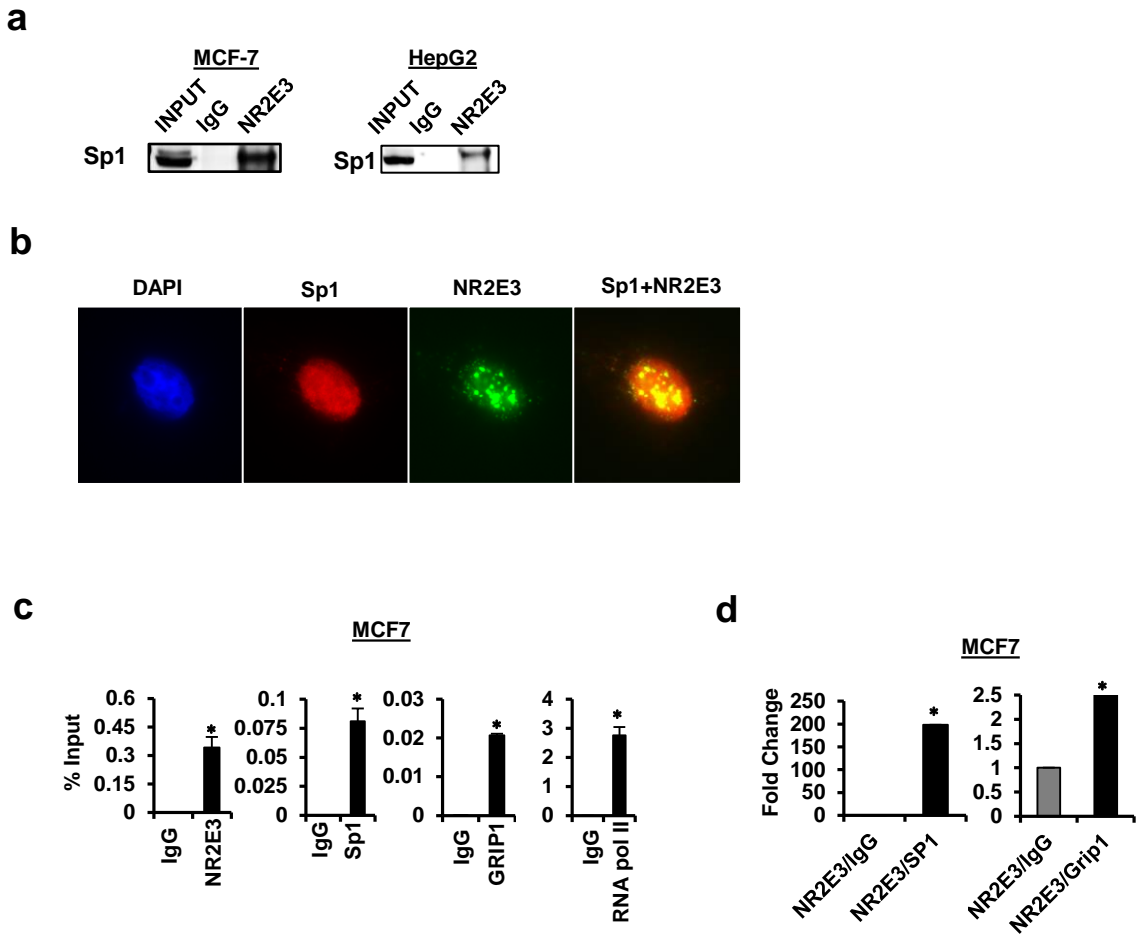 a
MCF-7 HepG2
INPUT IgG NR2E3 INPUT IgG NR2E3
Sp1 Sp1
b
DAPI Sp1 NR2E3 Sp1+NR2E3
c
MCF7
% Input
0.6
0.45
0.3
0.15
0
IgG
NR2E3
0.1
0.075
0.05
0.025
0
IgG
Sp1
*
0.03
0.02
0.01
0
IgG
GRIP1
*
4
3
2
1
0
IgG
RNA pol II
*
*
d
MCF7
Fold Change
250
200
150
100
50
0
NR2E3/IgG
NR2E3/SP1
*
2.5
2
1.5
1
0.5
0
NR2E3/IgG
NR2E3/Grip1
*